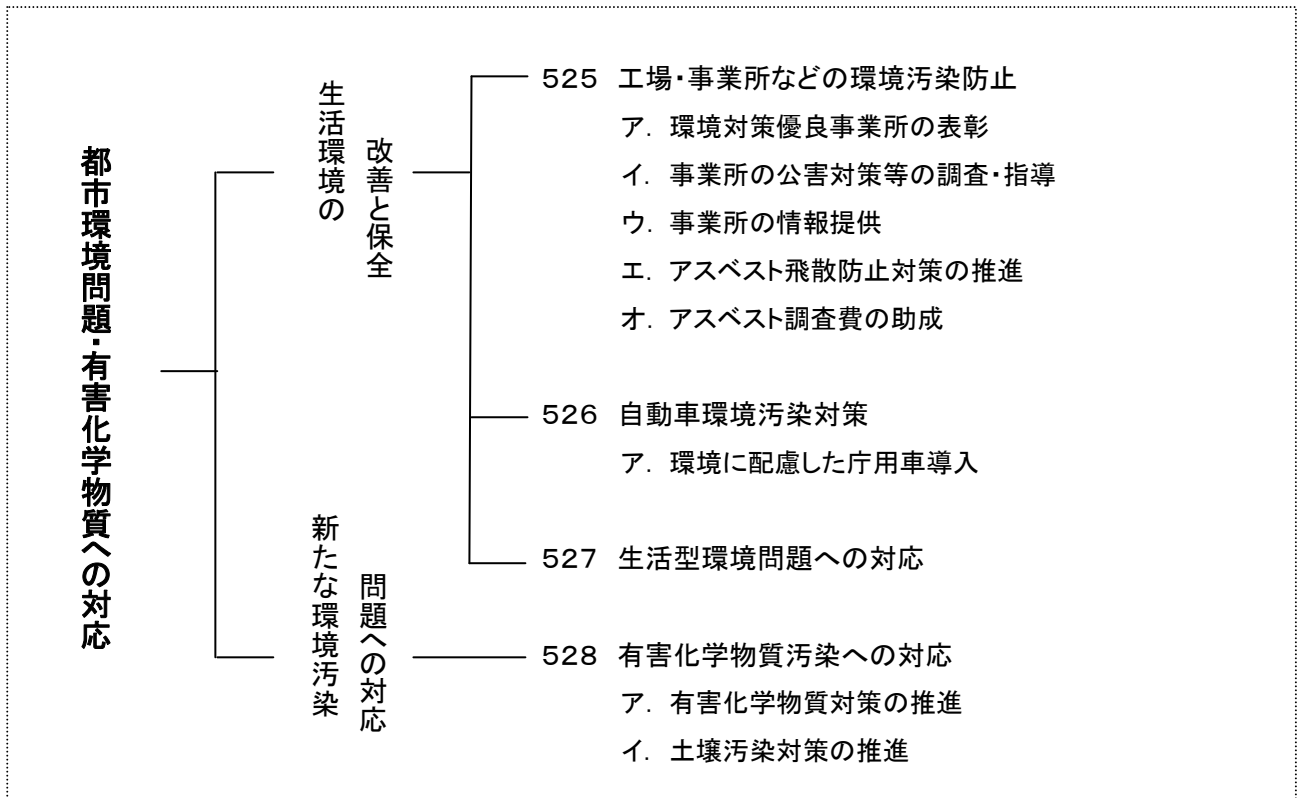 都市環境問題・有害化学物質への対応
生活環境の
改善と保全
525 工場・事業所などの環境汚染防止
ア. 環境対策優良事業所の表彰
イ. 事業所の公害対策等の調査・指導
ウ. 事業所の情報提供
エ. アスベスト飛散防止対策の推進
オ. アスベスト調査費の助成
526 自動車環境汚染対策
ア. 環境に配慮した庁用車導入
527 生活型環境問題への対応
新たな環境汚染
問題への対応
528 有害化学物質汚染への対応
ア. 有害化学物質対策の推進
イ. 土壌汚染対策の推進